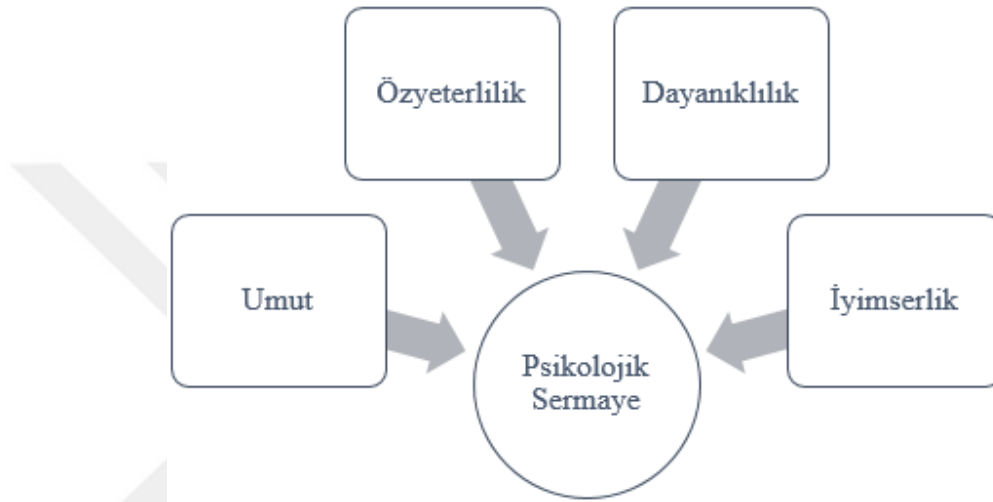 Özyeterlilik
Dayanıklılık
Umut
İyimserlik
Psikolojik
Sermaye